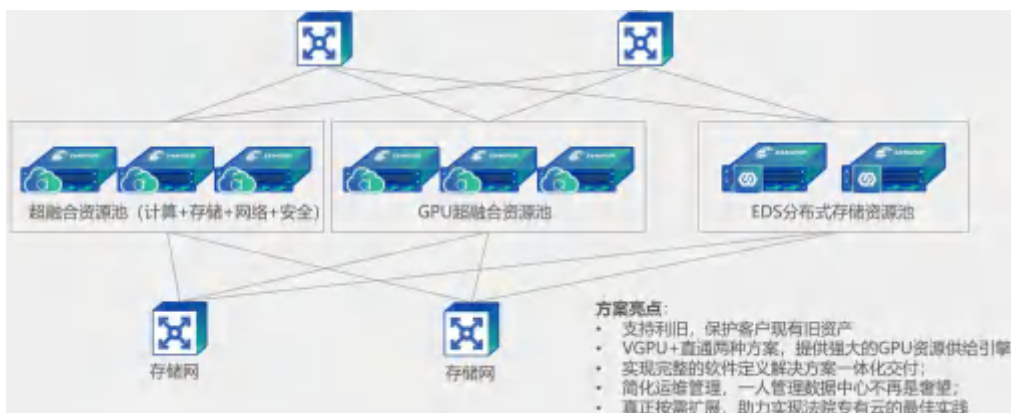 超融合资源池（计算+存储+网络+安全）
GPU超融合资源池
EDS分布式存储资源池
存储网
存储网
方案亮点：
• 支持利旧，保护客户现有旧资产
• VGPU+直通两种方案，提供强大的GPU资源供给引擎
• 实现完整的软件定义解决方案一体化交付；
• 简化运维管理，一人管理数据中心不再是奢望；
• 真正按需扩展，助力实现法院专有云的最佳实践